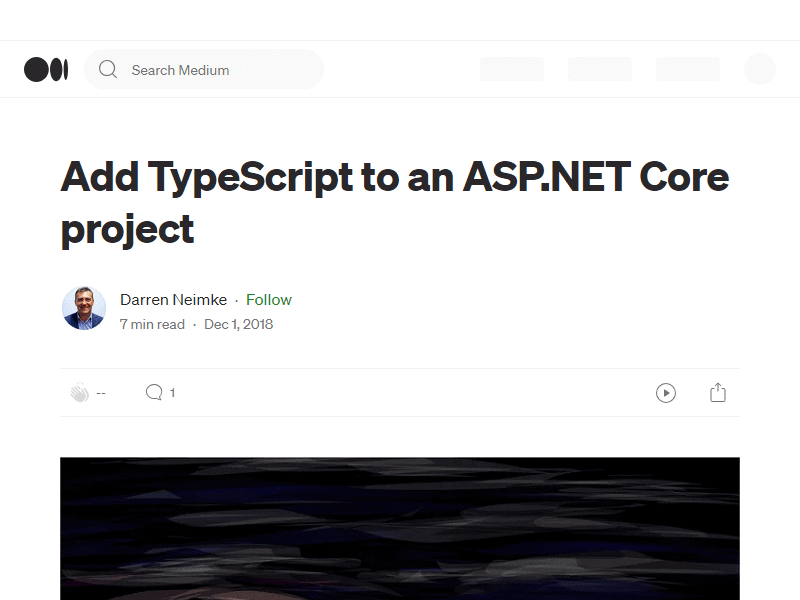 Search Medium
Add TypeScript to an ASP.NET Core
project
Darren Neimke · Follow
7 min read · Dec 1, 2018
-- 1